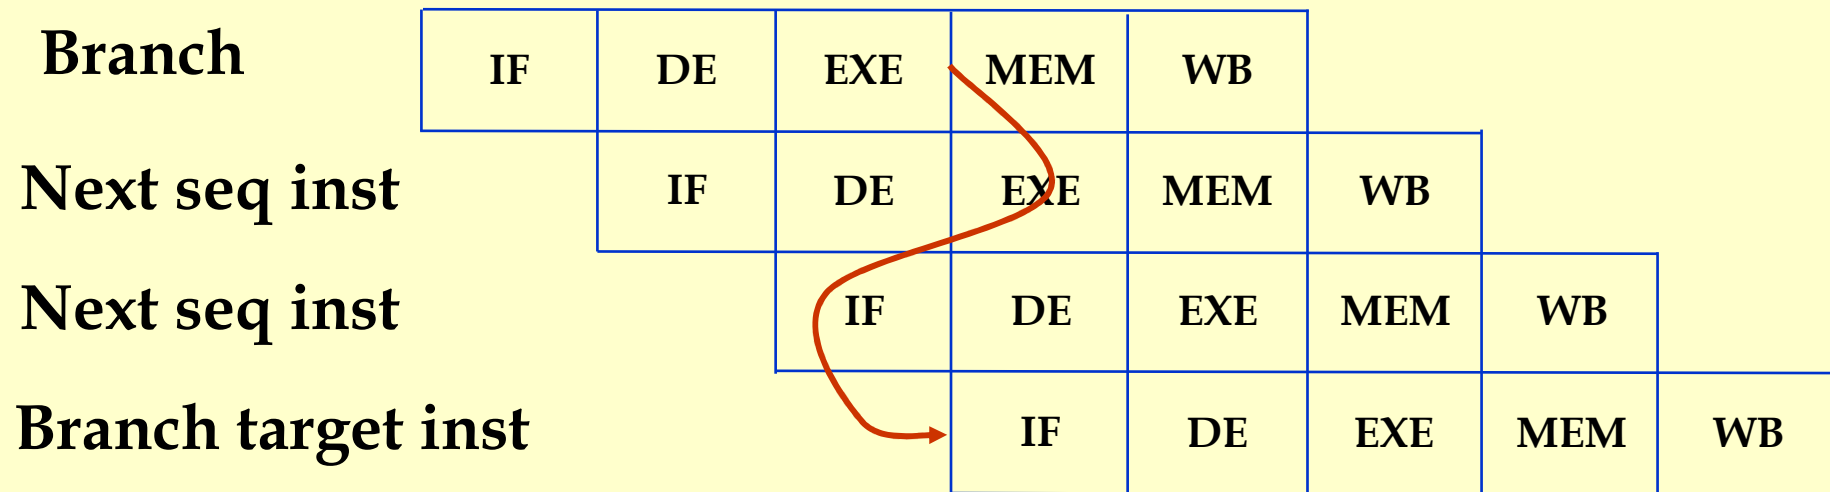 Branch IF DE EXE MEM WB
Next seq inst IF DE EXE MEM WB
Next seq inst IF DE EXE MEM WB
Branch target inst IF DE EXE MEM WB